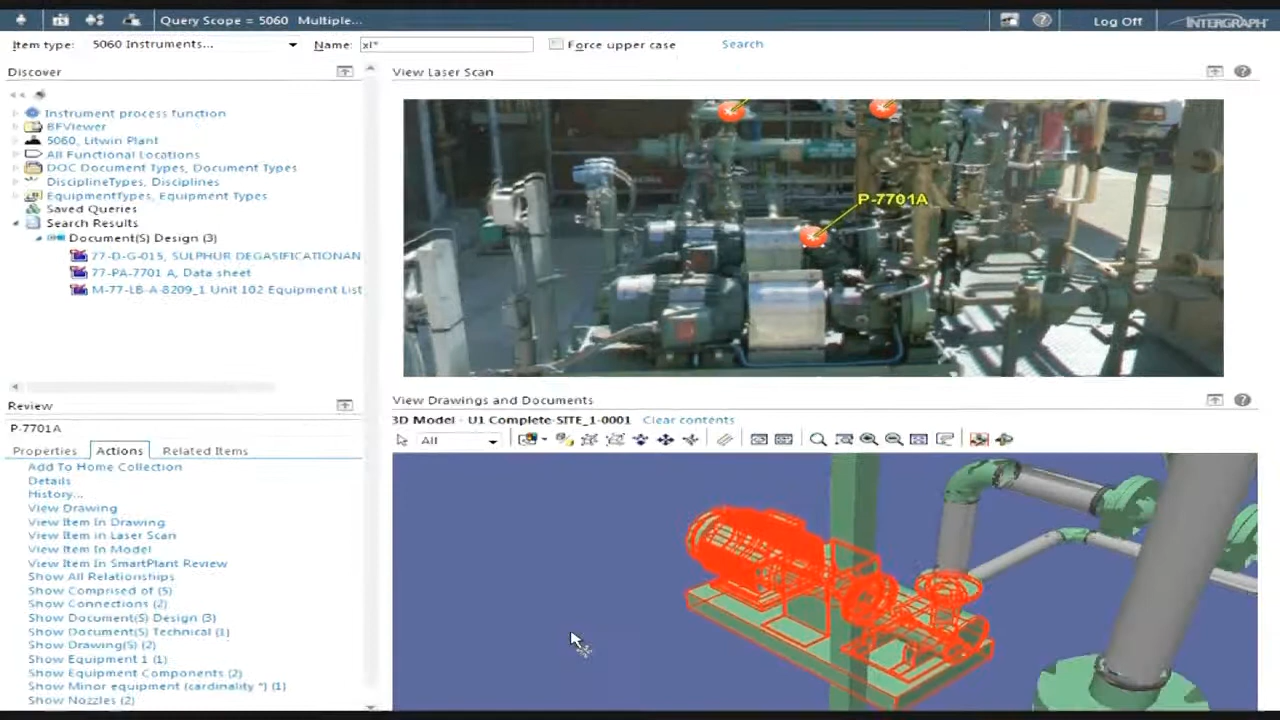 Query Scope = 5060 Multiple...
Log Off
INTERGRAPH
Item type: 5060 Instruments... Name: xl* Force upper case Search
Discover
Instrument process function
BFViewer
5060, Litwin Plant
All Functional Locations
DOC Document Types, Document Types
DisciplineTypes, Disciplines
EquipmentTypes, Equipment Types
Saved Queries
Search Results
Document(S) Design (3)
77-D-G-015, SULPHUR DEGASIFICATIONAN
77-PA-7701 A, Data sheet
M-77-LB-A-8209_1 Unit 102 Equipment List
View Laser Scan
P-7701A
Review
P-7701A
Properties Actions Related Items
Add To Home Collection
Details
History...
View Drawing
View Item In Drawing
View Item in Laser Scan
View Item In Model
View Item In SmartPlant Review
Show All Relationships
Show Comprised of (5)
Show Connections (2)
Show Document(S) Design (3)
Show Document(S) Technical (1)
Show Drawing(S) (2)
Show Equipment 1 (1)
Show Equipment Components (2)
Show Minor equipment (cardinality *) (1)
Show Nozzles (2)
View Drawings and Documents
3D Model - U1 Complete-SITE_1-0001 Clear contents
All